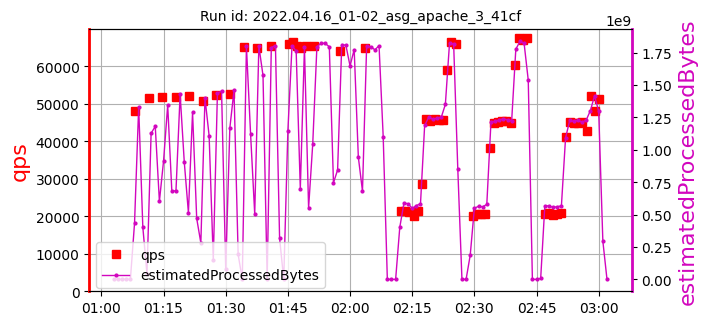 Run id: 2022.04.16_01-02_asg_apache_3_41cf
1e9
qps
60000
50000
40000
30000
20000
10000
0
1.75
1.50
1.25
1.00
0.75
0.50
0.25
0.00
estimatedProcessedBytes
qps
estimatedProcessedBytes
01:00 01:15 01:30 01:45 02:00 02:15 02:30 02:45 03:00